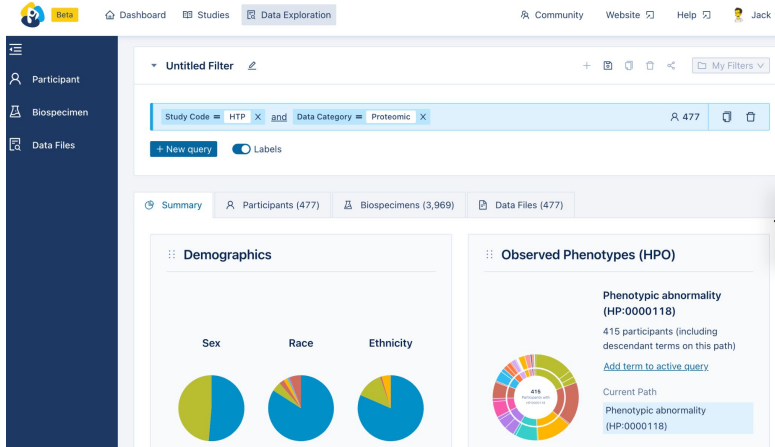 Beta
Dashboard Studies Data Exploration Community Website Help Jack
Participant
Biospecimen
Data Files
Untitled Filter My Filters
Study Code = HTP X and Data Category = Proteomic X 477
+ New query Labels
Summary Participants (477) Biospecimens (3,969) Data Files (477)
Demographics
Sex Race Ethnicity
Observed Phenotypes (HPO)
415
Phenotypic abnormality
(HP:0000118)
415 participants (including
descendant terms on this path)
Add term to active query
Current Path
Phenotypic abnormality
(HP:0000118)